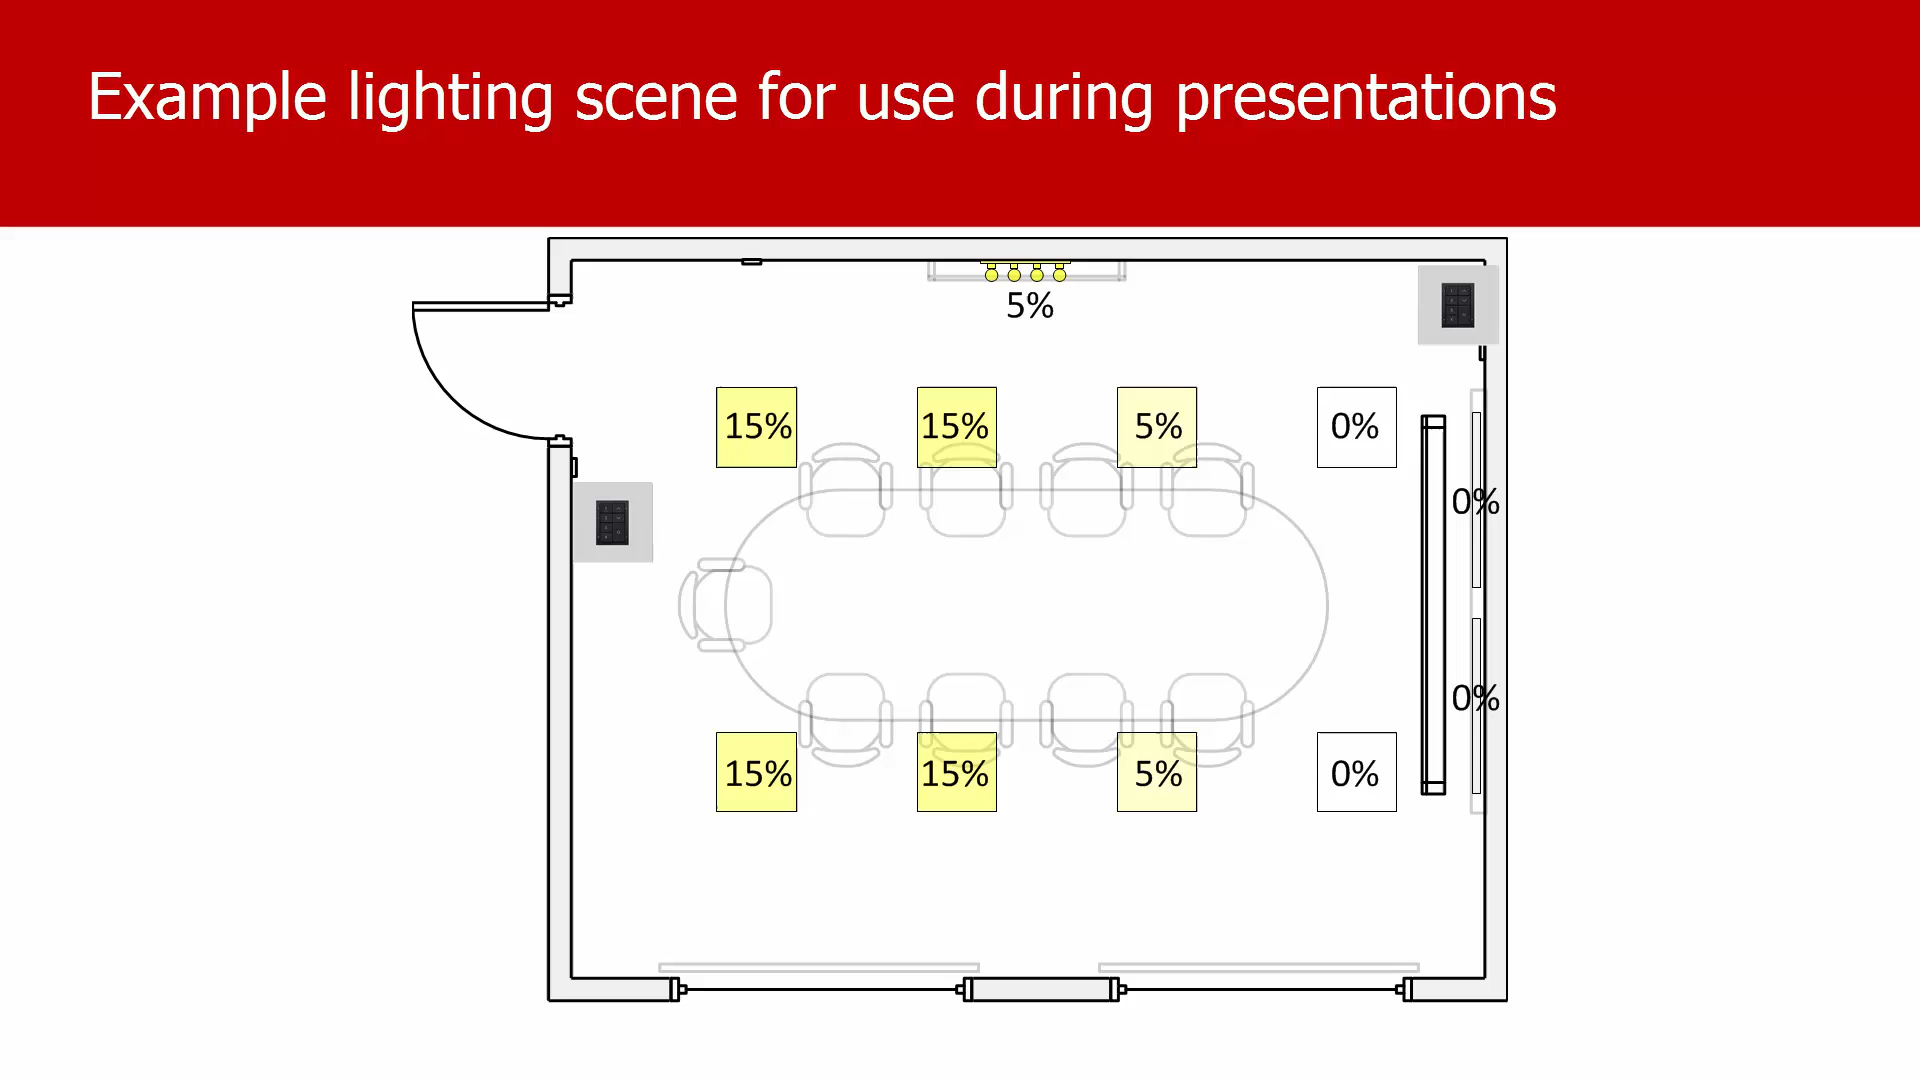 Example lighting scene for use during presentations
5%
15% 15% 5% 0%
0%
0%
15% 15% 5% 0%